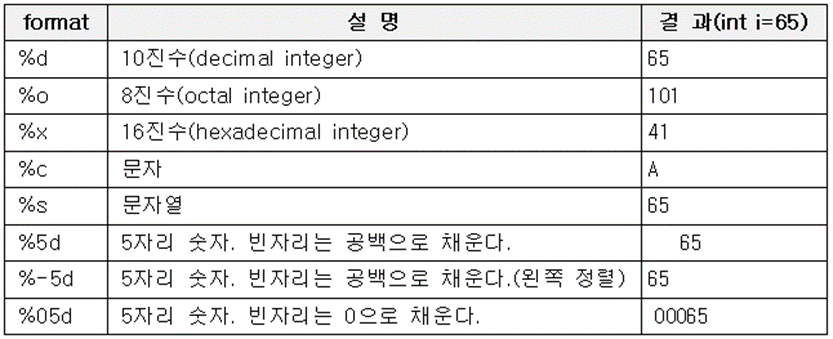 format 설 명 결 과(int i=65)
%d 10진수(decimal integer) 65
%o 8진수(octal integer) 101
%x 16진수(hexadecimal integer) 41
%c 문자 A
%s 문자열 65
%5d 5자리 숫자. 빈자리는 공백으로 채운다. 65
%-5d 5자리 숫자. 빈자리는 공백으로 채운다.(왼쪽 정렬) 65
%05d 5자리 숫자. 빈자리는 0으로 채운다. 00065